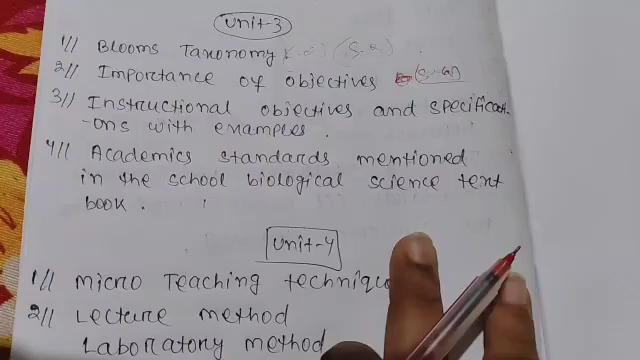 Unit-3
1// Blooms Taxonomy (S.Q)
2// Importance of objectives (S.Q)
3// Instructional objectives and specificati-
-ons with examples.
4// Academics standards mentioned
in the school biological science text
book.
Unit-4
1// Micro Teaching technique
2// Lecture method
Laboratory method